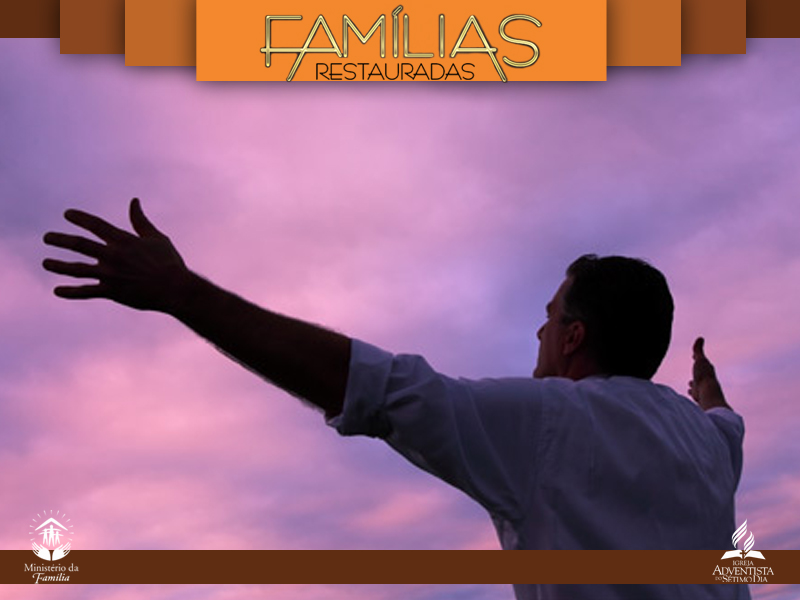 FAMÍLIAS
RESTAURADAS
Ministério da
Família
IGREJA
ADVENTISTA
DO SÉTIMO DIA